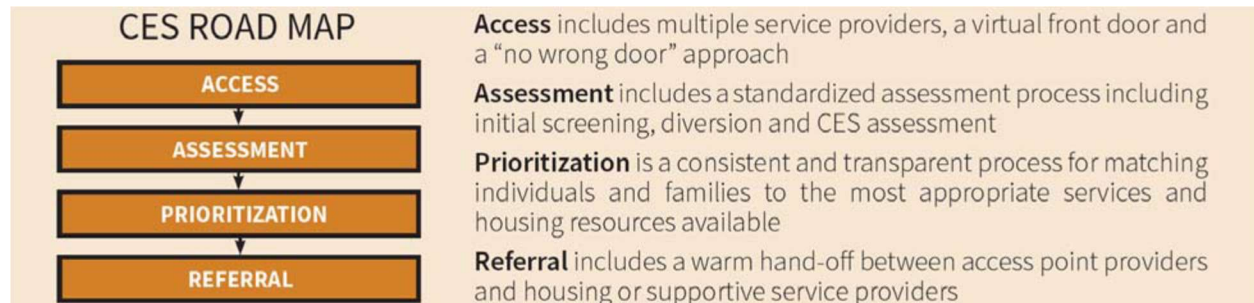 CES ROAD MAP
ACCESS
ASSESSMENT
PRIORITIZATION
REFERRAL
Access includes multiple service providers, a virtual front door and
a “no wrong door” approach
Assessment includes a standardized assessment process including
initial screening, diversion and CES assessment
Prioritization is a consistent and transparent process for matching
individuals and families to the most appropriate services and
housing resources available
Referral includes a warm hand-off between access point providers
and housing or supportive service providers